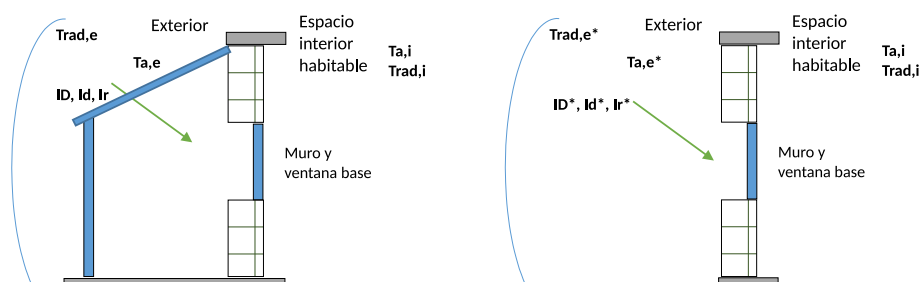 Exterior
Trad,e
Ta,e
ID, Id, Ir
Espacio
interior
habitable
Ta,i
Trad,i
Muro y
ventana base
Exterior
Trad,e*
Ta,e*
ID*, Id*, Ir*
Espacio
interior
habitable
Ta,i
Trad,i
Muro y
ventana base